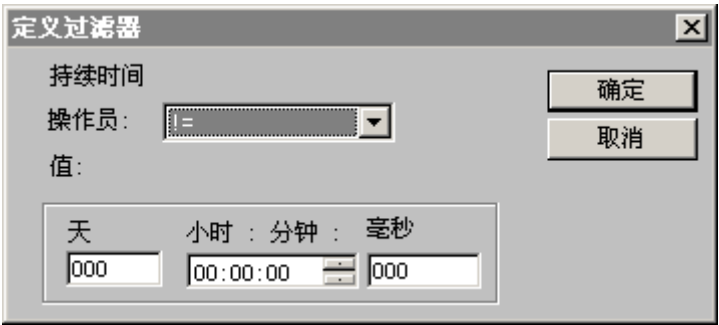 定义过滤器
持续时间
确定
操作员: !=
取消
值:
天 小时 : 分钟 : 毫秒
000 00:00:00 000